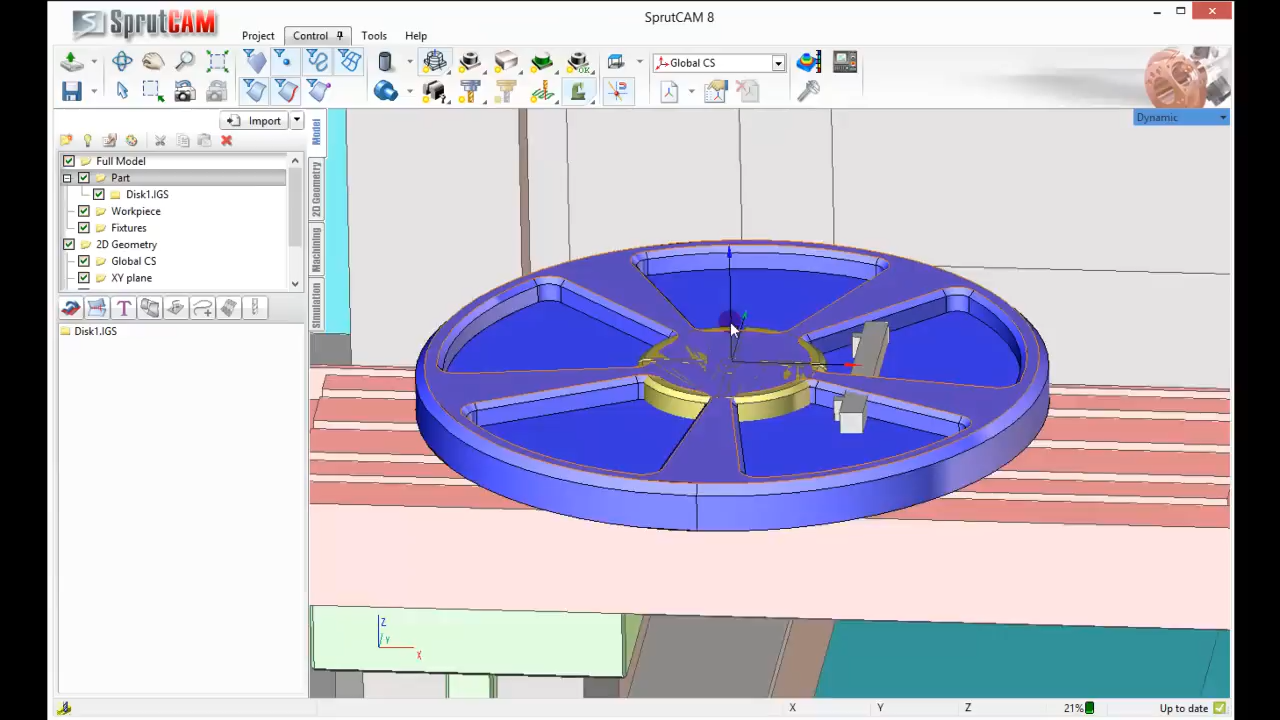 SprutCAM
SprutCAM 8
Project
Control
Tools
Help
Global CS
OK
Import
Dynamic
Full Model
Part
Disk1.IGS
Workpiece
Fixtures
2D Geometry
Global CS
XY plane
Model
2D Geometry
Machining
Simulation
T
Disk1.IGS
Z
Y
X
X
Y
Z
21%
Up to date